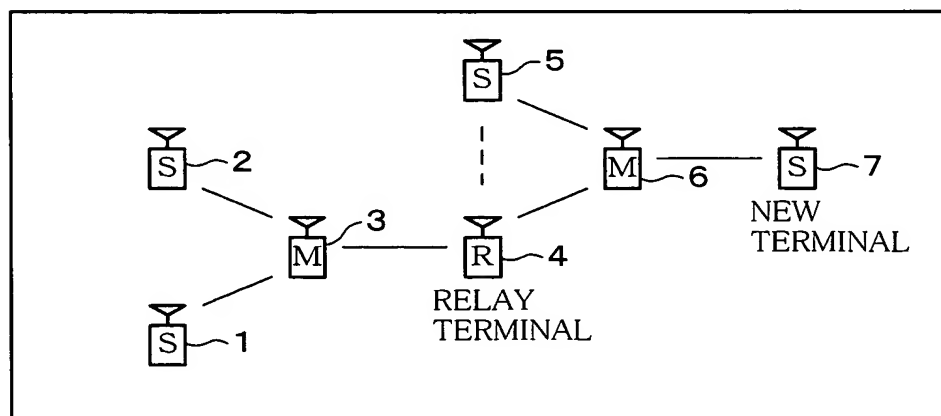 S 5
S 2
M 6
S 7
NEW
TERMINAL
M 3
R 4
RELAY
TERMINAL
S 1